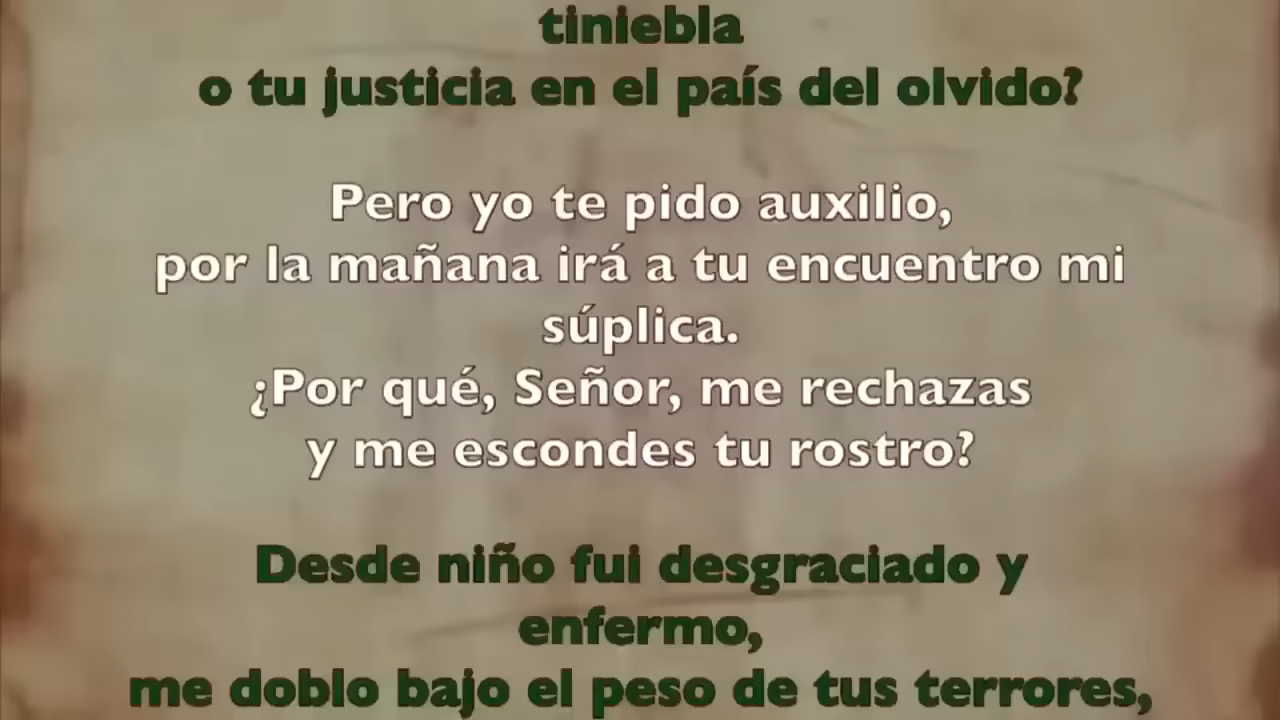 tiniebla
o tu justicia en el país del olvido?
Pero yo te pido auxilio,
por la mañana irá a tu encuentro mi
súplica.
¿Por qué, Señor, me rechazas
y me escondes tu rostro?
Desde niño fui desgraciado y
enfermo,
me doblo bajo el peso de tus terrores,